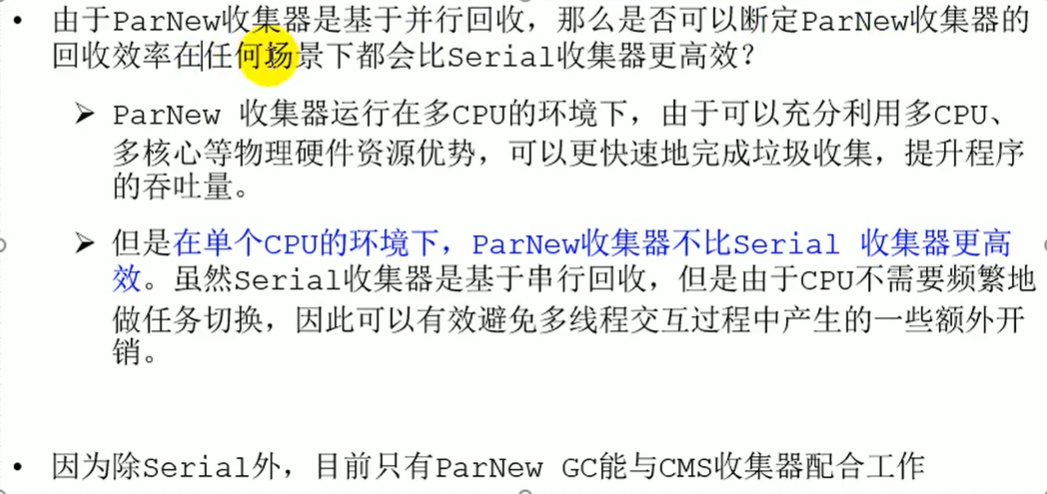 • 由于ParNew收集器是基于并行回收，那么是否可以断定ParNew收集器的
回收效率在任何场景下都会比Serial收集器更高效？
➢ ParNew 收集器运行在多CPU的环境下，由于可以充分利用多CPU、
多核心等物理硬件资源优势，可以更快速地完成垃圾收集，提升程序
的吞吐量。
➢ 但是在单个CPU的环境下，ParNew收集器不比Serial 收集器更高
效。虽然Serial收集器是基于串行回收，但是由于CPU不需要频繁地
做任务切换，因此可以有效避免多线程交互过程中产生的一些额外开
销。
• 因为除Serial外，目前只有ParNew GC能与CMS收集器配合工作